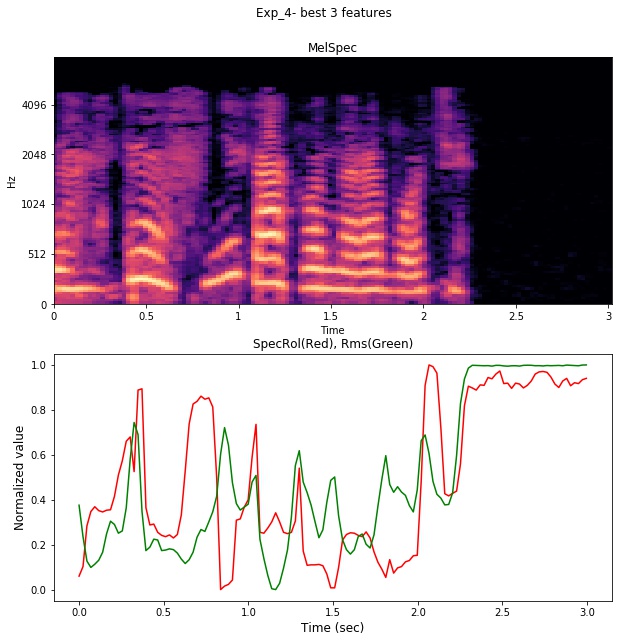 Exp_4- best 3 features
MelSpec
Hz
4096
2048
1024
512
0
0 0.5 1 1.5 2 2.5 3
Time
SpecRol(Red), Rms(Green)
Normalized value
1.0
0.8
0.6
0.4
0.2
0.0
0.0 0.5 1.0 1.5 2.0 2.5 3.0
Time (sec)